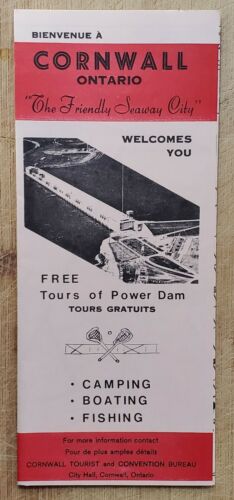 BIENVENUE À
CORNWALL
ONTARIO
"The Friendly Seaway City"
WELCOMES
YOU
FREE
Tours of Power Dam
TOURS GRATUITS
• CAMPING
• BOATING
• FISHING
For more information contact
Pour de plus amples détails
CORNWALL TOURIST and CONVENTION BUREAU
City Hall, Cornwall, Ontario